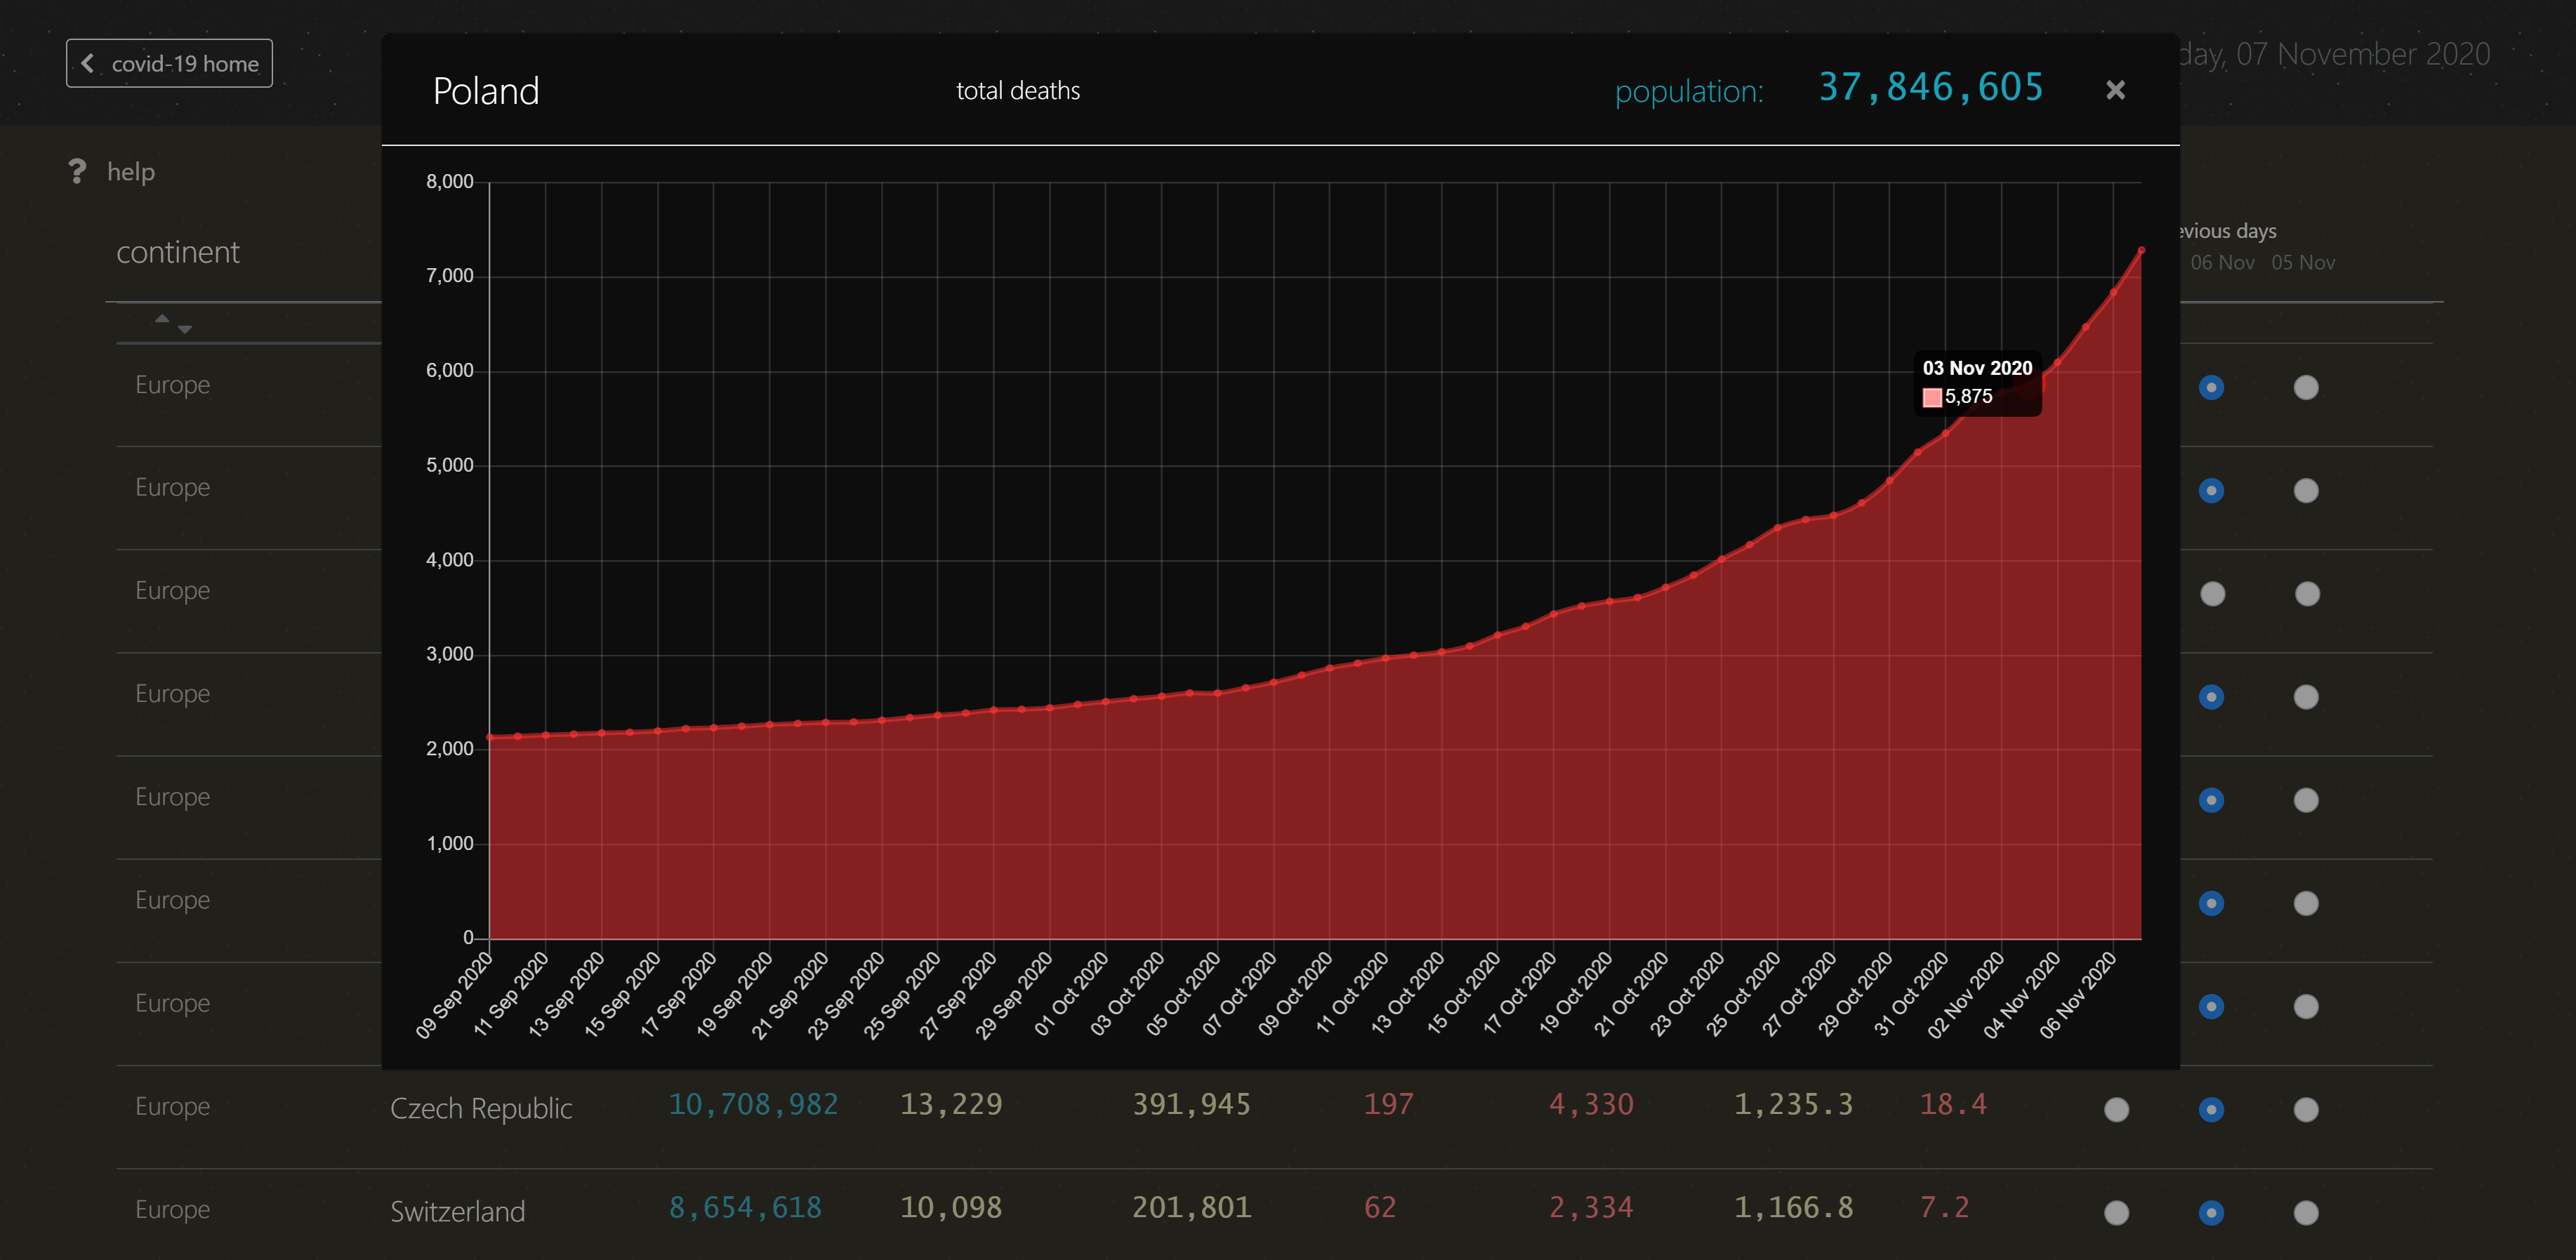 covid-19 home
day, 07 November 2020
Poland total deaths population: 37,846,605
? help
continent
evious days
06 Nov 05 Nov
8,000
7,000
6,000
5,000
4,000
3,000
2,000
1,000
0
03 Nov 2020
5,875
09 Sep 2020
11 Sep 2020
13 Sep 2020
15 Sep 2020
17 Sep 2020
19 Sep 2020
21 Sep 2020
23 Sep 2020
25 Sep 2020
27 Sep 2020
29 Sep 2020
01 Oct 2020
03 Oct 2020
05 Oct 2020
07 Oct 2020
09 Oct 2020
11 Oct 2020
13 Oct 2020
15 Oct 2020
17 Oct 2020
19 Oct 2020
21 Oct 2020
23 Oct 2020
25 Oct 2020
27 Oct 2020
29 Oct 2020
31 Oct 2020
02 Nov 2020
04 Nov 2020
06 Nov 2020
Europe
Europe
Europe
Europe
Europe
Europe
Europe
Europe Czech Republic 10,708,982 13,229 391,945 197 4,330 1,235.3 18.4
Europe Switzerland 8,654,618 10,098 201,801 62 2,334 1,166.8 7.2